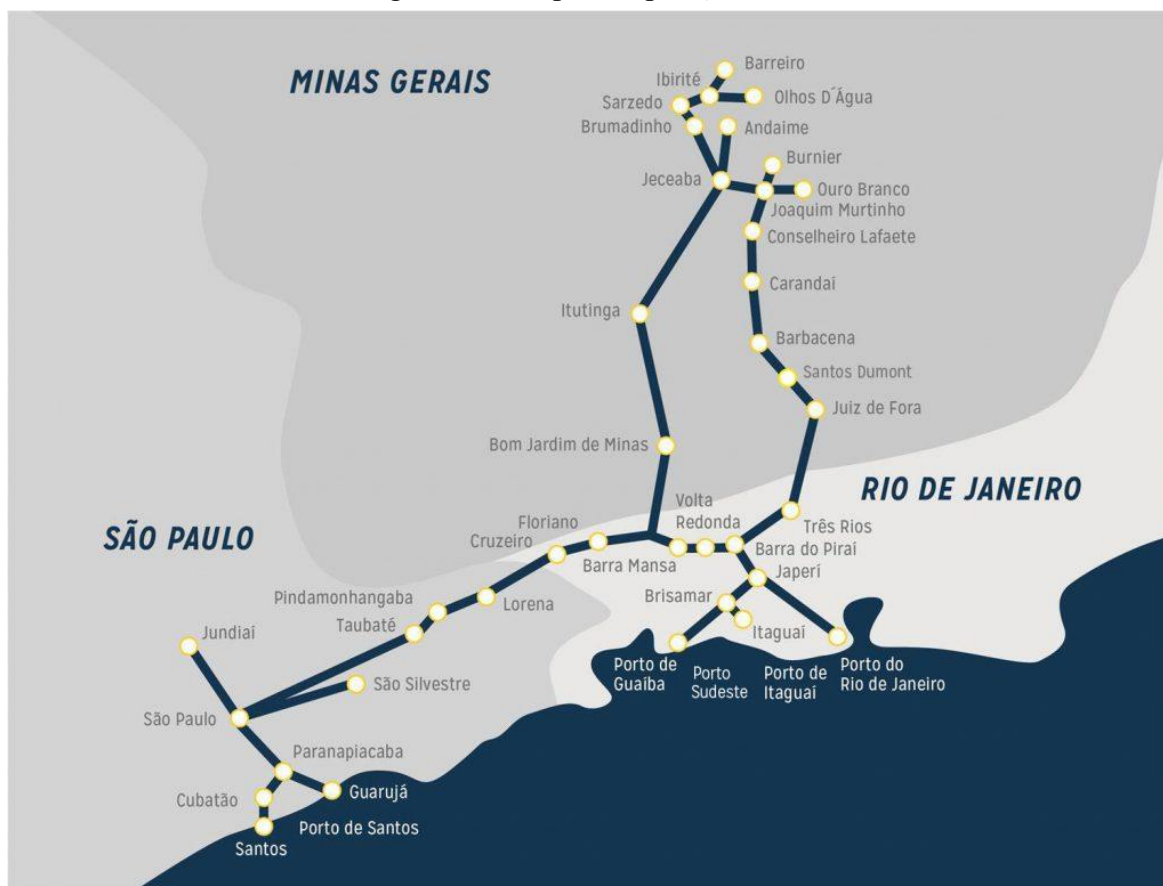 MINAS GERAIS
Barreiro
Ibirité
Olhos D´Água
Sarzedo
Brumadinho
Andaime
Burnier
Jeceaba
Ouro Branco
Joaquim Murtinho
Conselheiro Lafaete
Carandaí
Itutinga
Barbacena
Santos Dumont
Juiz de Fora
Bom Jardim de Minas
RIO DE JANEIRO
Volta
Redonda
SÃO PAULO
Floriano
Cruzeiro
Três Rios
Barra do Piraí
Barra Mansa
Japerí
Pindamonhangaba
Lorena
Brisamar
Taubaté
Jundiaí
Itaguaí
São Silvestre
Porto de
Guaíba
Porto
Sudeste
Porto de
Itaguaí
Porto do
Rio de Janeiro
São Paulo
Paranapiacaba
Guarujá
Cubatão
Porto de Santos
Santos